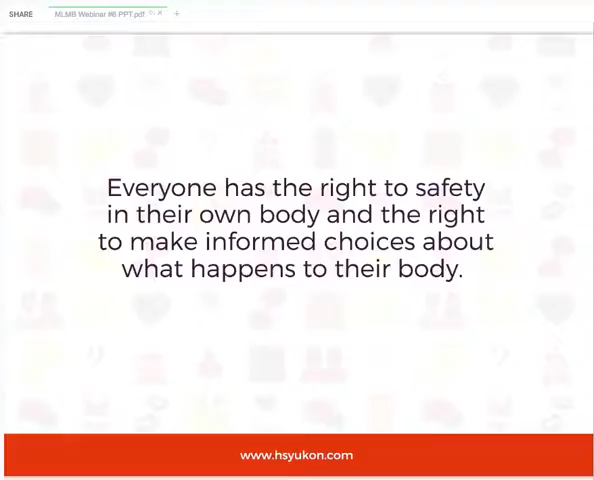 SHARE
MLMB Webinar #6 PPT.pdf
Everyone has the right to safety
in their own body and the right
to make informed choices about
what happens to their body.
www.hsyukon.com